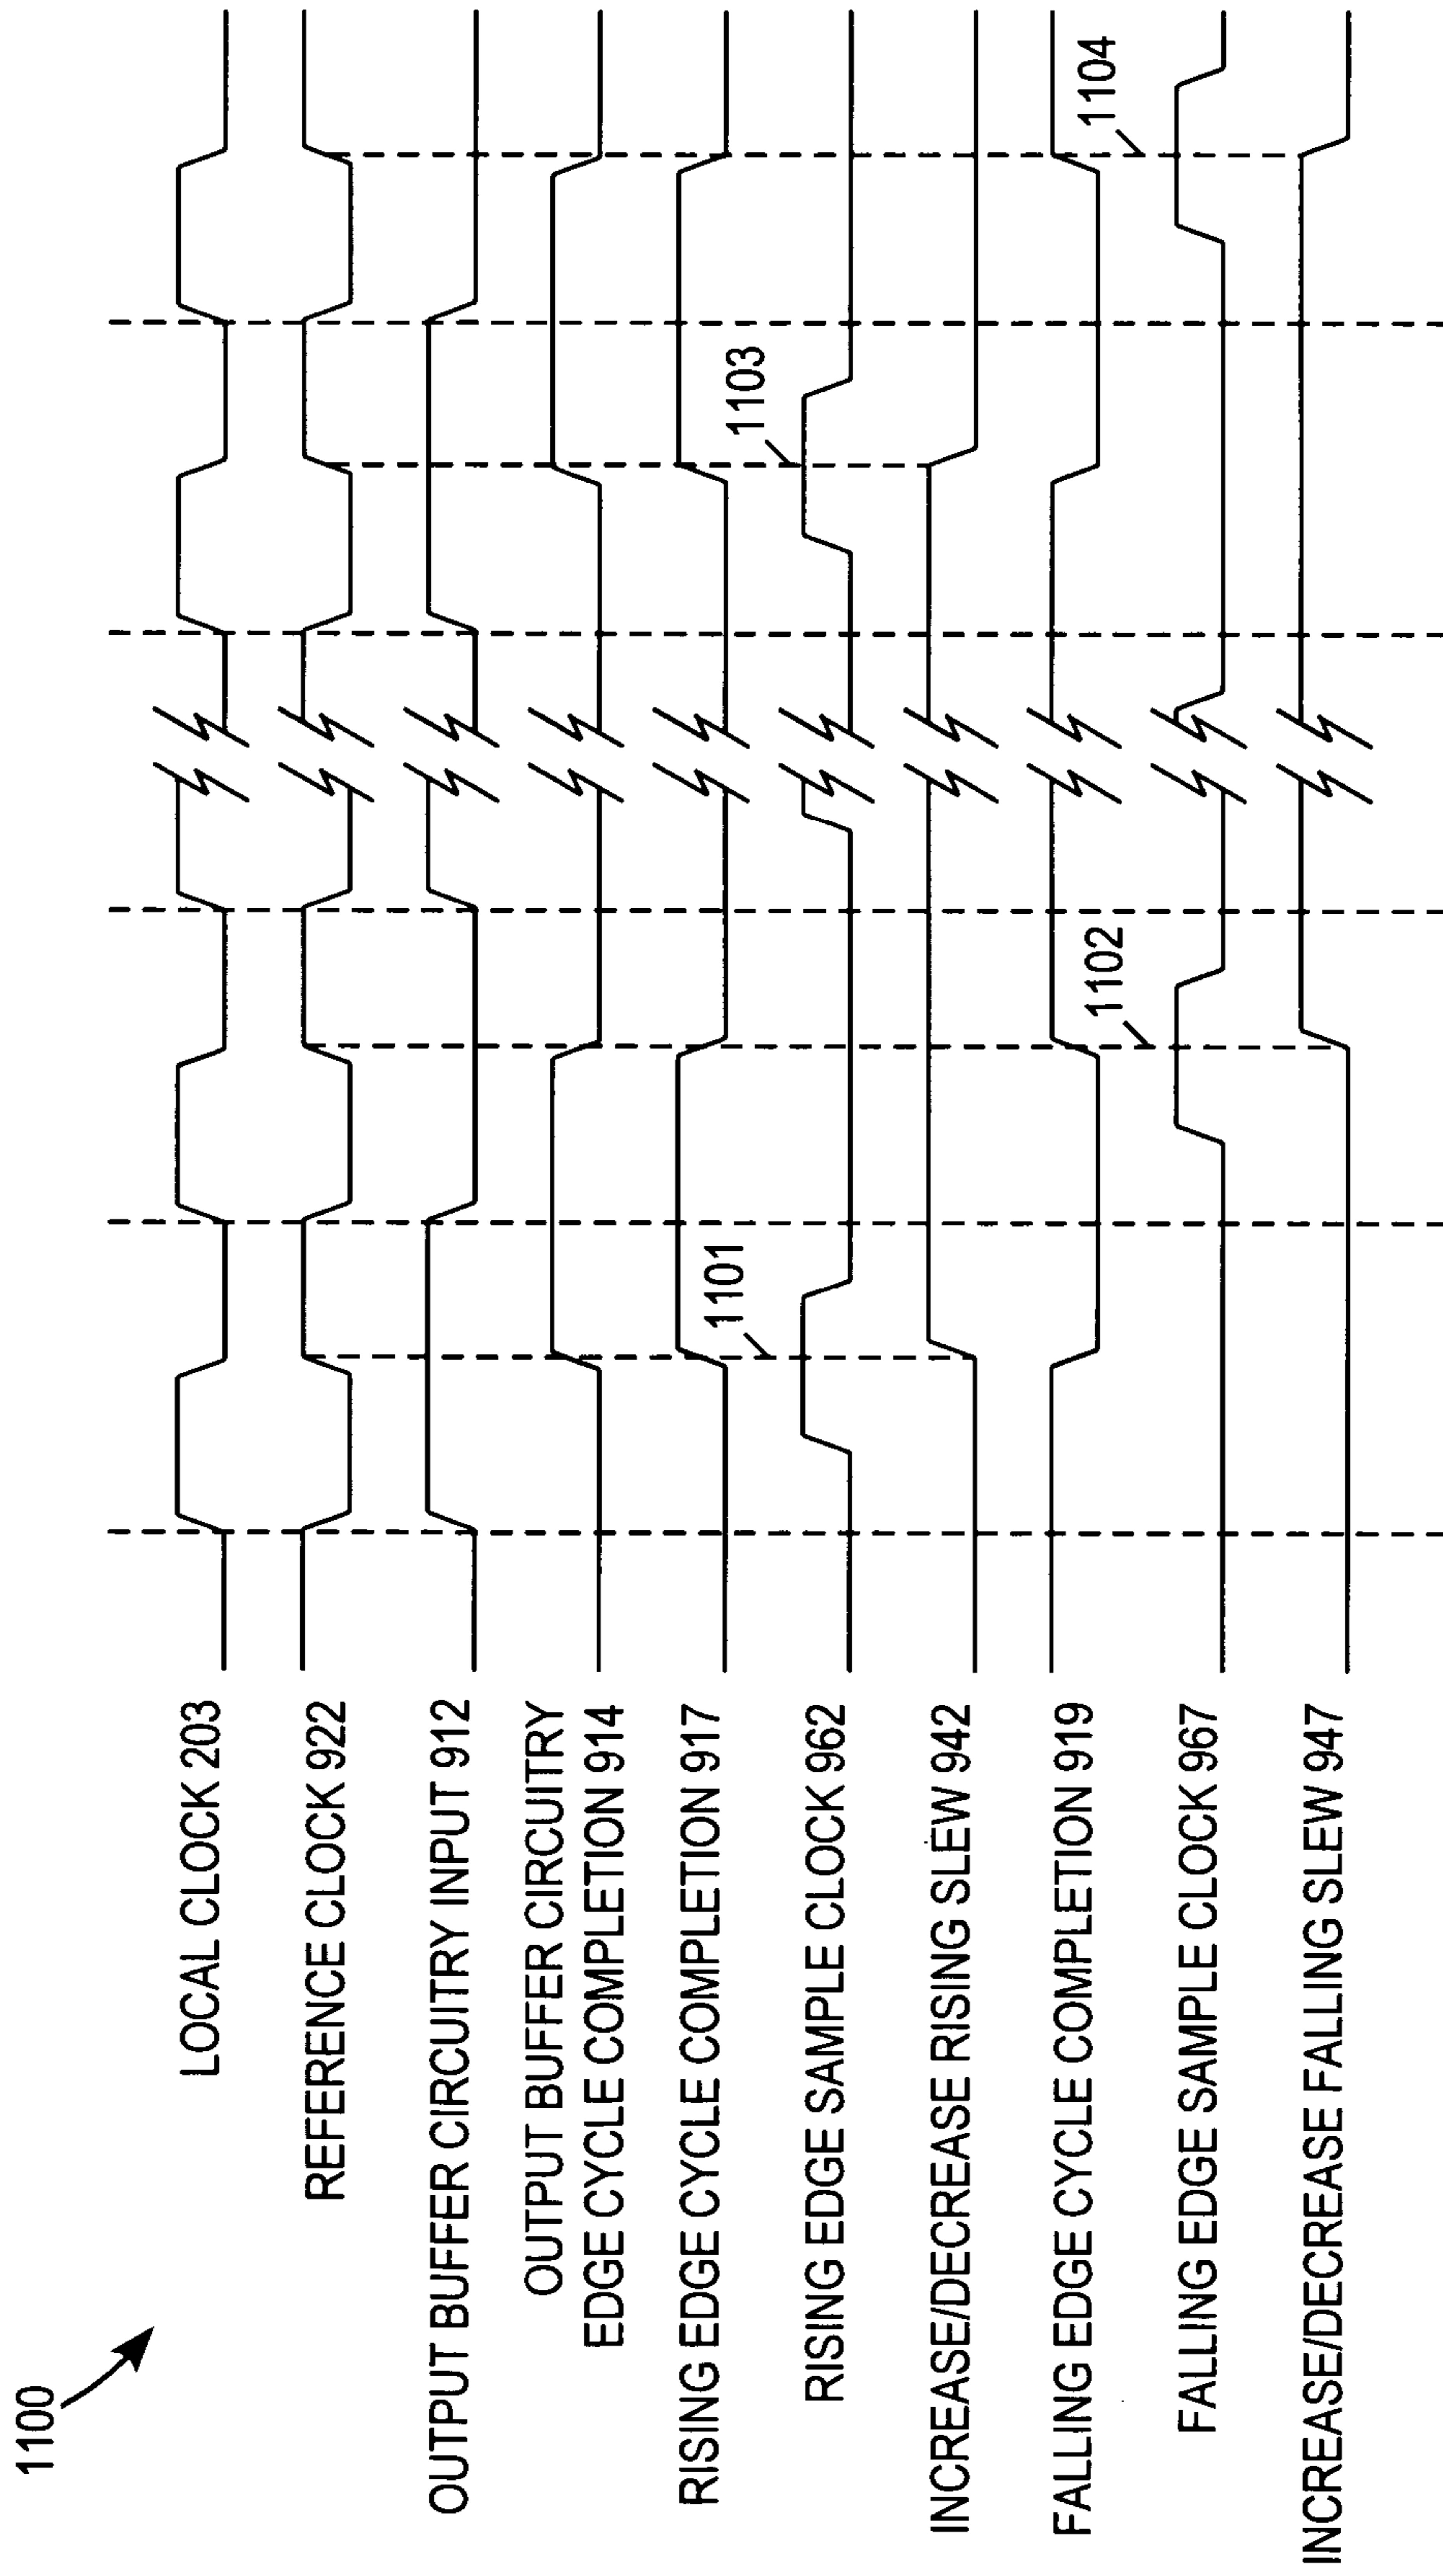 1100
LOCAL CLOCK 203
REFERENCE CLOCK 922
OUTPUT BUFFER CIRCUITRY INPUT 912
OUTPUT BUFFER CIRCUITRY
EDGE CYCLE COMPLETION 914
RISING EDGE CYCLE COMPLETION 917
RISING EDGE SAMPLE CLOCK 962
INCREASE/DECREASE RISING SLEW 942
FALLING EDGE CYCLE COMPLETION 919
FALLING EDGE SAMPLE CLOCK 967
INCREASE/DECREASE FALLING SLEW 947
1101
1102
1103
1104